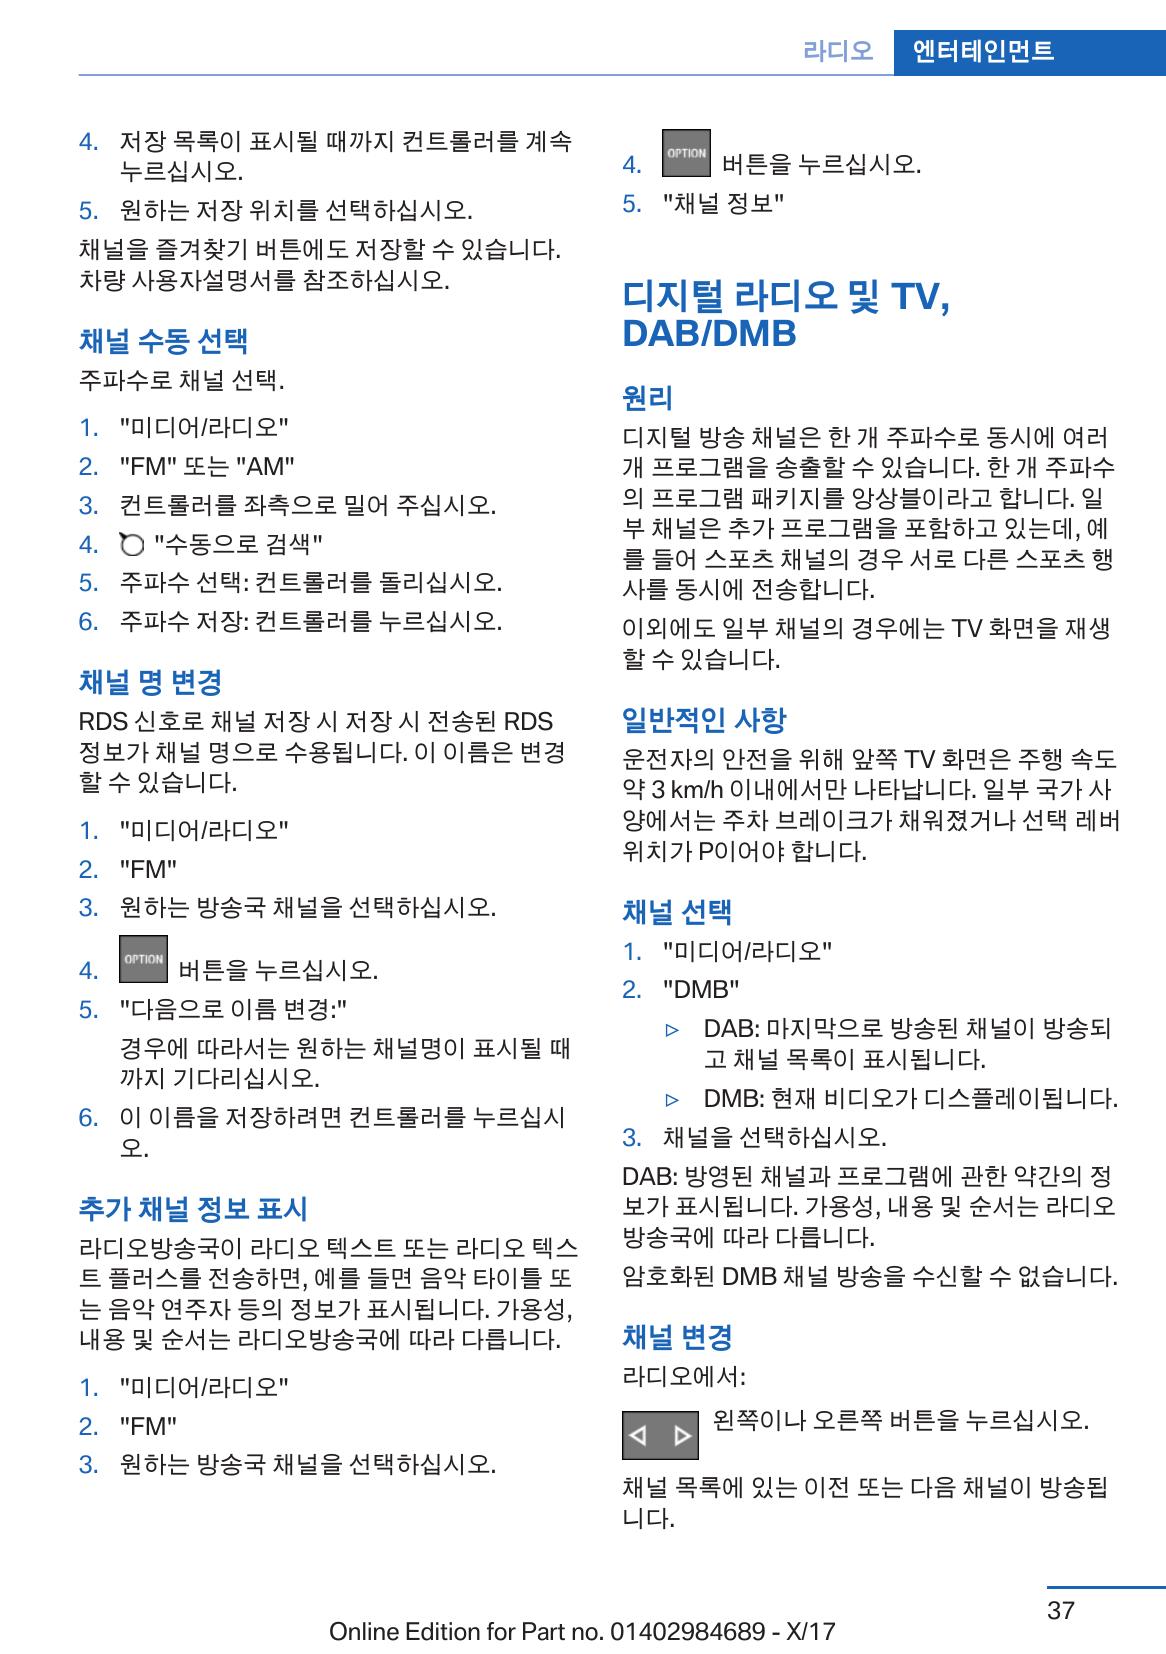 라디오 엔터테인먼트
4. 저장 목록이 표시될 때까지 컨트롤러를 계속
누르십시오.
5. 원하는 저장 위치를 선택하십시오.
채널을 즐겨찾기 버튼에도 저장할 수 있습니다.
차량 사용자설명서를 참조하십시오.
채널 수동 선택
주파수로 채널 선택.
1. "미디어/라디오"
2. "FM" 또는 "AM"
3. 컨트롤러를 좌측으로 밀어 주십시오.
4. "수동으로 검색"
5. 주파수 선택: 컨트롤러를 돌리십시오.
6. 주파수 저장: 컨트롤러를 누르십시오.
채널 명 변경
RDS 신호로 채널 저장 시 저장 시 전송된 RDS
정보가 채널 명으로 수용됩니다. 이 이름은 변경
할 수 있습니다.
1. "미디어/라디오"
2. "FM"
3. 원하는 방송국 채널을 선택하십시오.
4. OPTION 버튼을 누르십시오.
5. "다음으로 이름 변경:"
경우에 따라서는 원하는 채널명이 표시될 때
까지 기다리십시오.
6. 이 이름을 저장하려면 컨트롤러를 누르십시
오.
추가 채널 정보 표시
라디오방송국이 라디오 텍스트 또는 라디오 텍스
트 플러스를 전송하면, 예를 들면 음악 타이틀 또
는 음악 연주자 등의 정보가 표시됩니다. 가용성,
내용 및 순서는 라디오방송국에 따라 다릅니다.
1. "미디어/라디오"
2. "FM"
3. 원하는 방송국 채널을 선택하십시오.
4. OPTION 버튼을 누르십시오.
5. "채널 정보"
디지털 라디오 및 TV,
DAB/DMB
원리
디지털 방송 채널은 한 개 주파수로 동시에 여러
개 프로그램을 송출할 수 있습니다. 한 개 주파수
의 프로그램 패키지를 앙상블이라고 합니다. 일
부 채널은 추가 프로그램을 포함하고 있는데, 예
를 들어 스포츠 채널의 경우 서로 다른 스포츠 행
사를 동시에 전송합니다.
이외에도 일부 채널의 경우에는 TV 화면을 재생
할 수 있습니다.
일반적인 사항
운전자의 안전을 위해 앞쪽 TV 화면은 주행 속도
약 3 km/h 이내에서만 나타납니다. 일부 국가 사
양에서는 주차 브레이크가 채워졌거나 선택 레버
위치가 P이어야 합니다.
채널 선택
1. "미디어/라디오"
2. "DMB"
▷ DAB: 마지막으로 방송된 채널이 방송되
고 채널 목록이 표시됩니다.
▷ DMB: 현재 비디오가 디스플레이됩니다.
3. 채널을 선택하십시오.
DAB: 방영된 채널과 프로그램에 관한 약간의 정
보가 표시됩니다. 가용성, 내용 및 순서는 라디오
방송국에 따라 다릅니다.
암호화된 DMB 채널 방송을 수신할 수 없습니다.
채널 변경
라디오에서:
왼쪽이나 오른쪽 버튼을 누르십시오.
채널 목록에 있는 이전 또는 다음 채널이 방송됩
니다.
37
Online Edition for Part no. 01402984689 - X/17